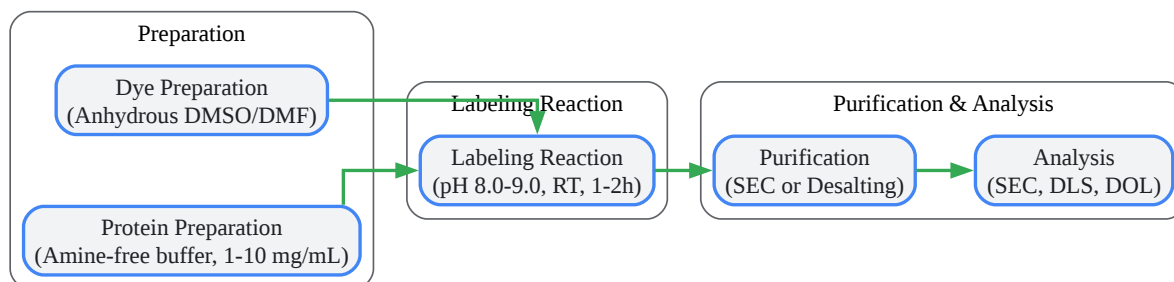 Preparation
Dye Preparation
(Anhydrous DMSO/DMF)
Protein Preparation
(Amine-free buffer, 1-10 mg/mL)
Labeling Reaction
Labeling Reaction
(pH 8.0-9.0, RT, 1-2h)
Purification & Analysis
Purification
(SEC or Desalting)
Analysis
(SEC, DLS, DOL)